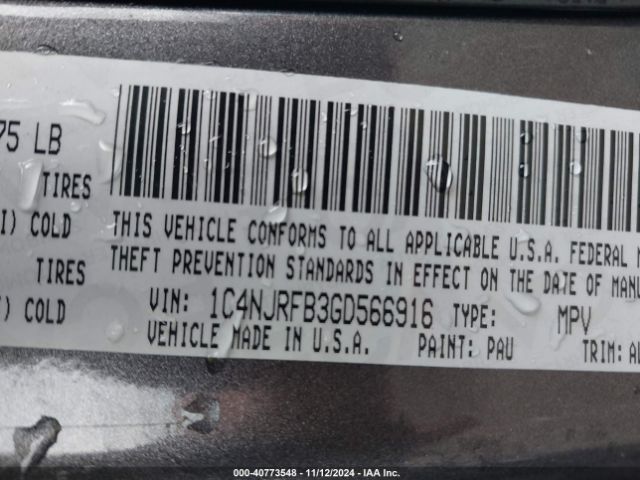 75 LB
TIRES
I) COLD
TIRES
COLD
THIS VEHICLE CONFORMS TO ALL APPLICABLE U.S.A. FEDERAL
THEFT PREVENTION STANDARDS IN EFFECT ON THE DATE OF MANU
VIN: 1C4NJRFB3GD566916 TYPE: MPV
VEHICLE MADE IN U.S.A. PAINT: PAU TRIM:
000-40773548 - 11/12/2024 - IAA Inc.